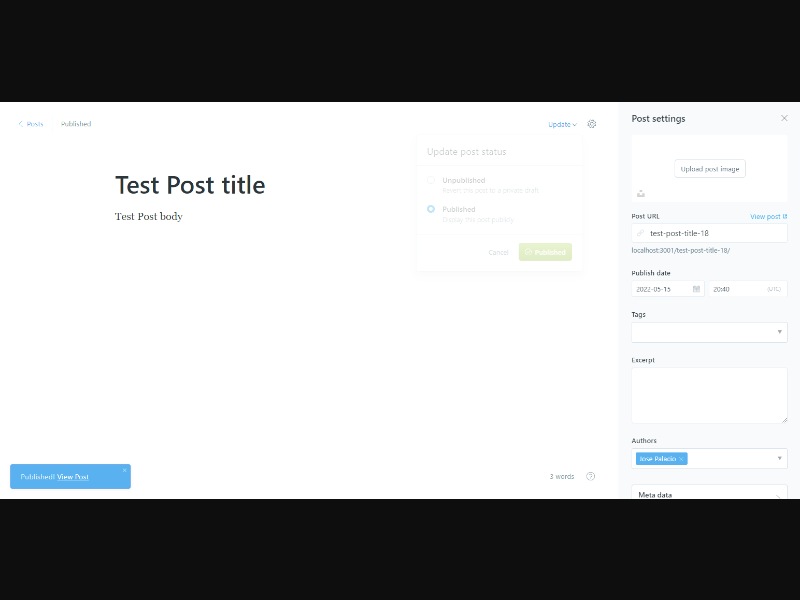 Posts
Published
Update
Post settings
Update post status
Unpublished
Revert this post to a private draft
Published
Display this post publicly
Cancel
Published
Test Post title
Test Post body
Upload post image
Post URL
View post
test-post-title-18
localhost:3001/test-post-title-18/
Publish date
2022-05-15
20:40
(UTC)
Tags
Excerpt
Authors
Jose Palacio ×
Meta data
Published! View Post
3 words